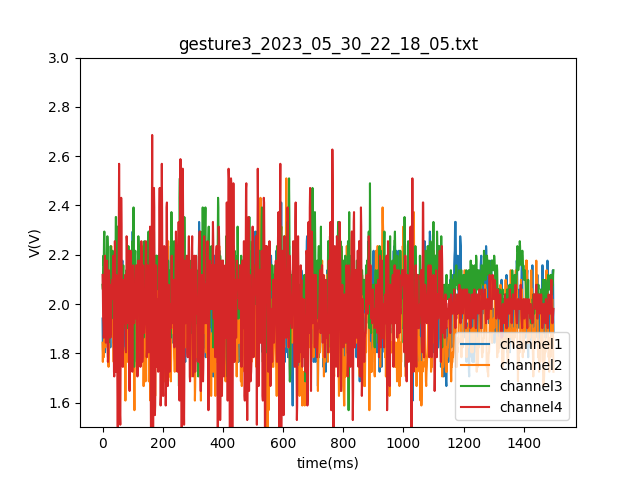 gesture3_2023_05_30_22_18_05.txt
3.0
2.8
2.6
2.4
2.2
2.0
1.8
1.6
V(V)
0 200 400 600 800 1000 1200 1400
time(ms)
channel1
channel2
channel3
channel4